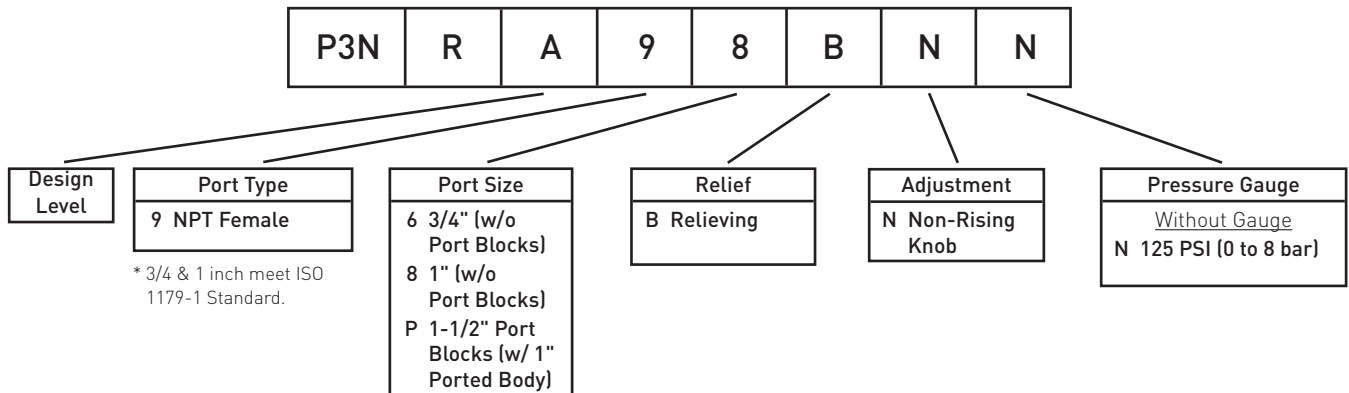 P3N R A 9 8 B N N
Design
Level
Port Type
9 NPT Female
* 3/4 & 1 inch meet ISO
1179-1 Standard.
Port Size
6 3/4" (w/o
Port Blocks)
8 1" (w/o
Port Blocks)
P 1-1/2" Port
Blocks (w/ 1"
Ported Body)
Relief
B Relieving
Adjustment
N Non-Rising
Knob
Pressure Gauge
Without Gauge
N 125 PSI (0 to 8 bar)